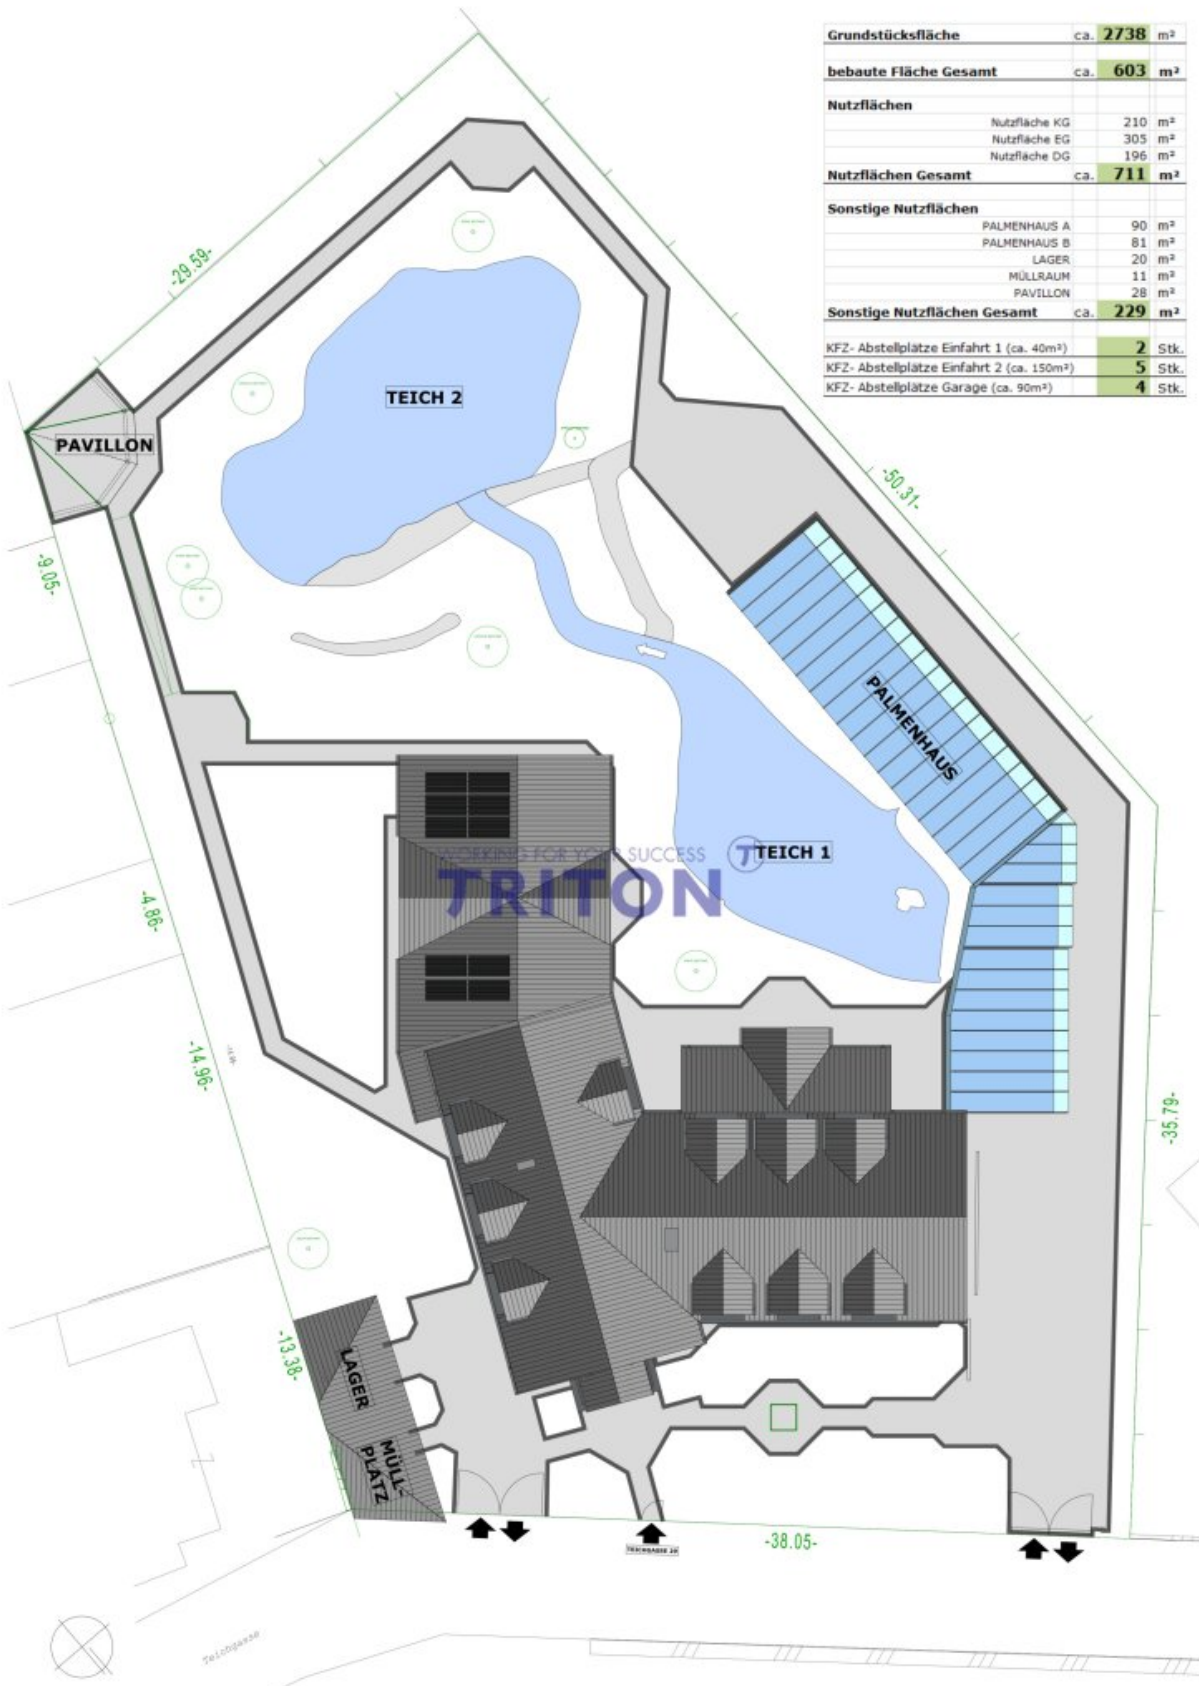 Grundstücksfläche ca. 2738 m²
bebaute Fläche Gesamt ca. 603 m²
Nutzflächen
Nutzfläche KG 210 m²
Nutzfläche EG 305 m²
Nutzfläche DG 196 m²
Nutzflächen Gesamt ca. 711 m²
Sonstige Nutzflächen
PALMENHAUS A 90 m²
PALMENHAUS B 81 m²
LAGER 20 m²
MÜLLRAUM 11 m²
PAVILLON 28 m²
Sonstige Nutzflächen Gesamt ca. 229 m²
KFZ- Abstellplätze Einfahrt 1 (ca. 40m²) 2 Stk.
KFZ- Abstellplätze Einfahrt 2 (ca. 150m²) 5 Stk.
KFZ- Abstellplätze Garage (ca. 90m²) 4 Stk.
-29.59-
TEICH 2
PAVILLON
-50.31-
-9.05-
PALMENHAUS
WORKING FOR YOUR SUCCESS
TRITON
T
TEICH 1
-4.86-
-14.96-
-35.79-
-13.38-
LAGER
MÜLL-
PLATZ
-38.05-
TEICHGASSE 29
Teichgasse